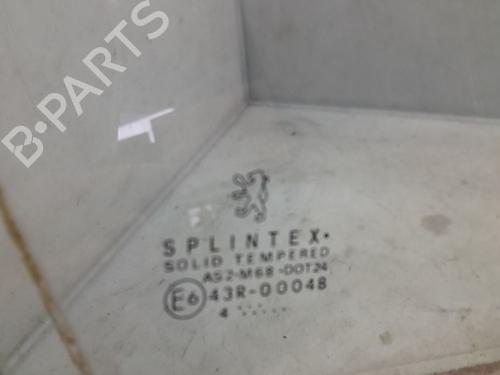 B-PARTS
SPLINTEX
SOLID TEMPERED
AS2-M68-DOT24
E6 43R-00048
4